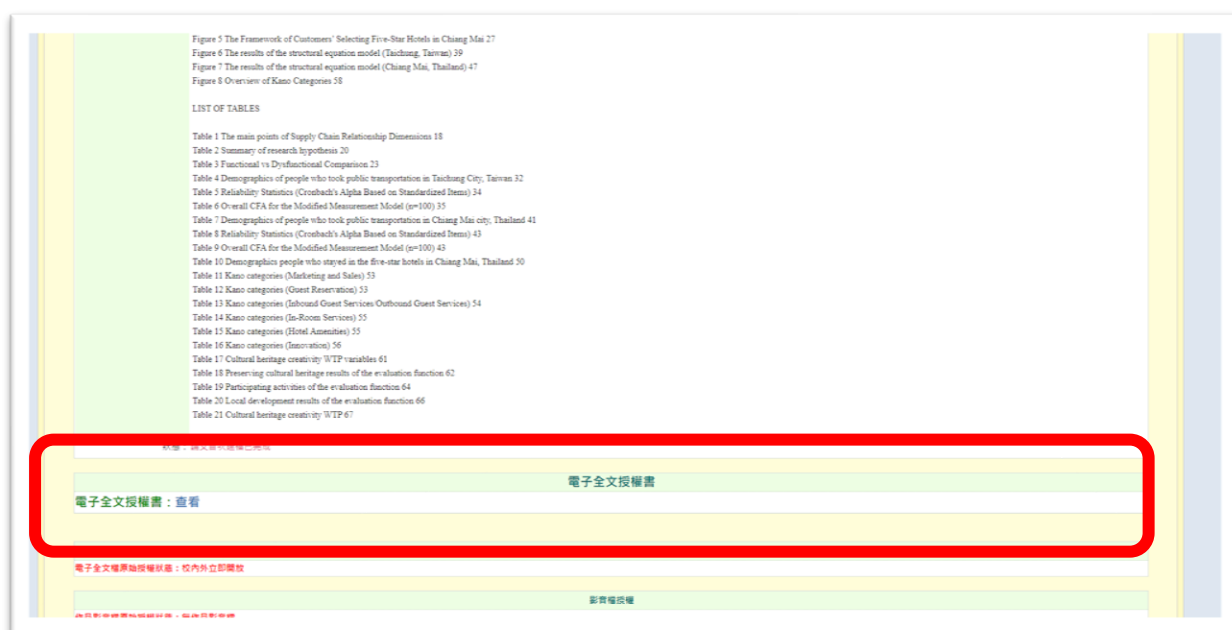 Figure 5 The Framework of Customers' Selecting Five-Star Hotels in Chiang Mai 27
Figure 6 The results of the structural equation model (Taichung, Taiwan) 39
Figure 7 The results of the structural equation model (Chiang Mai, Thailand) 47
Figure 8 Overview of Kano Categories 58
LIST OF TABLES
Table 1 The main points of Supply Chain Relationship Dimensions 18
Table 2 Summary of research hypothesis 20
Table 3 Functional vs Dysfunctional Comparison 23
Table 4 Demographics of people who took public transportation in Taichung City, Taiwan 32
Table 5 Reliability Statistics (Cronbach's Alpha Based on Standardized Items) 34
Table 6 Overall CFA for the Modified Measurement Model (n=100) 35
Table 7 Demographics of people who took public transportation in Chiang Mai city, Thailand 41
Table 8 Reliability Statistics (Cronbach's Alpha Based on Standardized Items) 43
Table 9 Overall CFA for the Modified Measurement Model (n=100) 43
Table 10 Demographics people who stayed in the five-star hotels in Chiang Mai, Thailand 50
Table 11 Kano categories (Marketing and Sales) 53
Table 12 Kano categories (Guest Reservation) 53
Table 13 Kano categories (Inbound Guest Services/Outbound Guest Services) 54
Table 14 Kano categories (In-Room Services) 55
Table 15 Kano categories (Hotel Amenities) 55
Table 16 Kano categories (Innovation) 56
Table 17 Cultural heritage creativity WTP variables 61
Table 18 Preserving cultural heritage results of the evaluation function 62
Table 19 Participating activities of the evaluation function 64
Table 20 Local development results of the evaluation function 66
Table 21 Cultural heritage creativity WTP 67
電子全文授權書
電子全文授權書：查看
電子全文檔原始授權狀態：校內外立即開放
影音檔授權